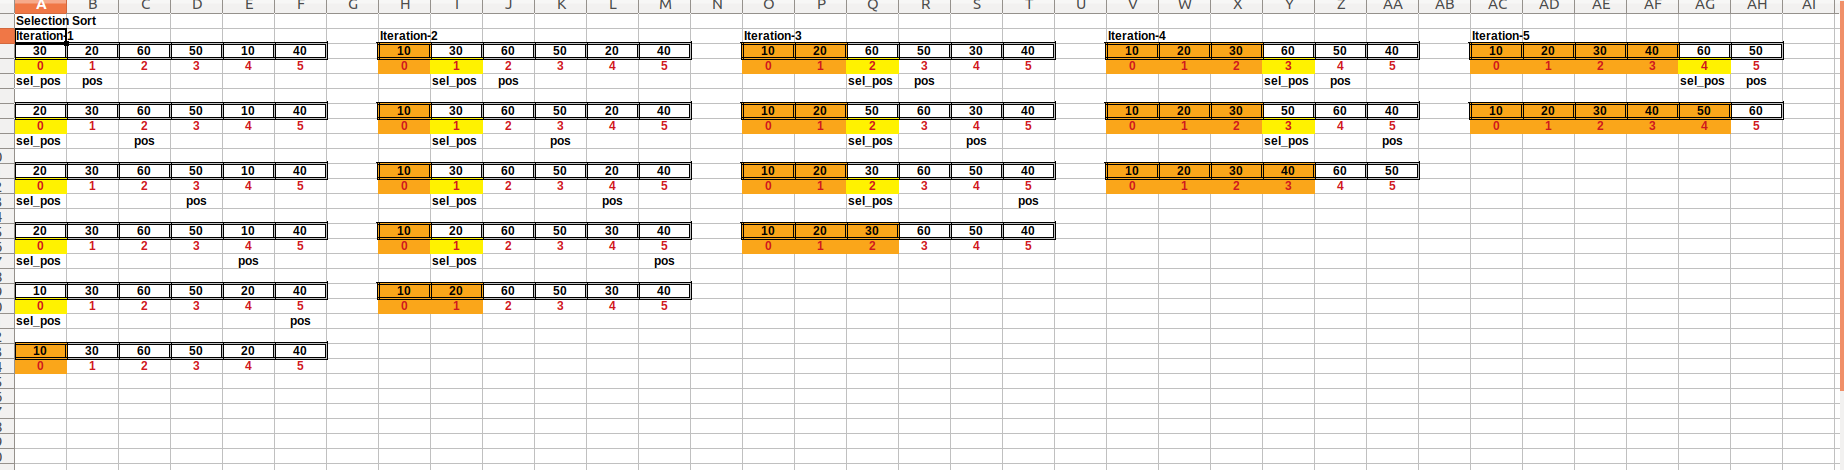 A B C D E F G H I J K L M N O P Q R S T U V W X Y Z AA AB AC AD AE AF AG AH AI
Selection Sort
Iteration-1 Iteration-2 Iteration-3 Iteration-4 Iteration-5
30 20 60 50 10 40 10 30 60 50 20 40 10 20 60 50 30 40 10 20 30 60 50 40 10 20 30 40 60 50
0 1 2 3 4 5 0 1 2 3 4 5 0 1 2 3 4 5 0 1 2 3 4 5 0 1 2 3 4 5
sel_pos pos sel_pos pos sel_pos pos sel_pos pos sel_pos pos
20 30 60 50 10 40 10 30 60 50 20 40 10 20 50 60 30 40 10 20 30 50 60 40 10 20 30 40 50 60
0 1 2 3 4 5 0 1 2 3 4 5 0 1 2 3 4 5 0 1 2 3 4 5 0 1 2 3 4 5
sel_pos pos sel_pos pos sel_pos pos sel_pos pos
20 30 60 50 10 40 10 30 60 50 20 40 10 20 30 60 50 40 10 20 30 40 60 50
0 1 2 3 4 5 0 1 2 3 4 5 0 1 2 3 4 5 0 1 2 3 4 5
sel_pos pos sel_pos pos sel_pos pos
20 30 60 50 10 40 10 20 60 50 30 40 10 20 30 60 50 40
0 1 2 3 4 5 0 1 2 3 4 5 0 1 2 3 4 5
sel_pos pos sel_pos pos
10 30 60 50 20 40 10 20 60 50 30 40
0 1 2 3 4 5 0 1 2 3 4 5
sel_pos pos
10 30 60 50 20 40
0 1 2 3 4 5